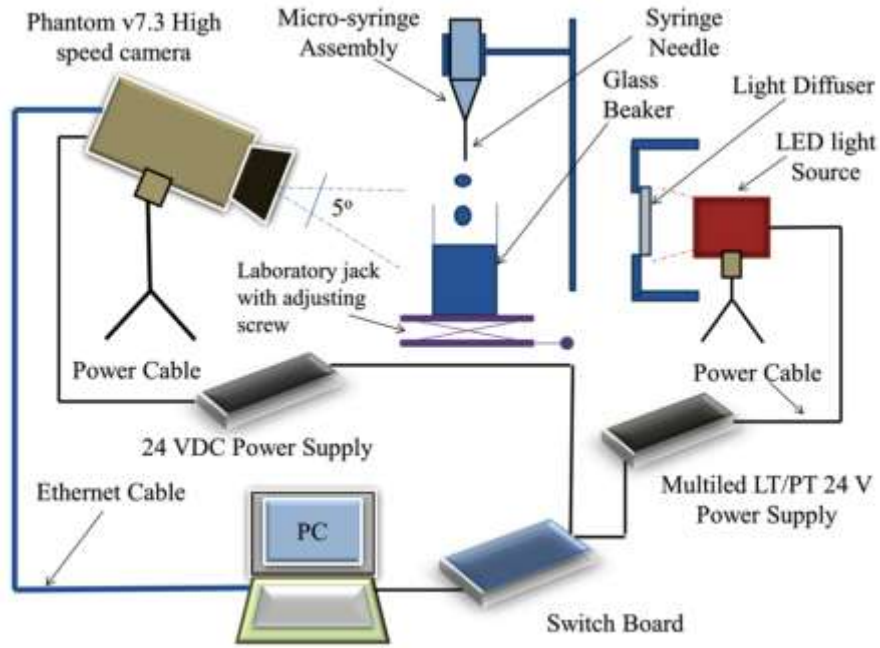 Phantom v7.3 High
speed camera
Micro-syringe
Assembly
Syringe
Needle
Glass
Beaker
Light Diffuser
LED light
Source
5o
Laboratory jack
with adjusting
screw
Power Cable
Power Cable
24 VDC Power Supply
Multiled LT/PT 24 V
Power Supply
Ethernet Cable
PC
Switch Board